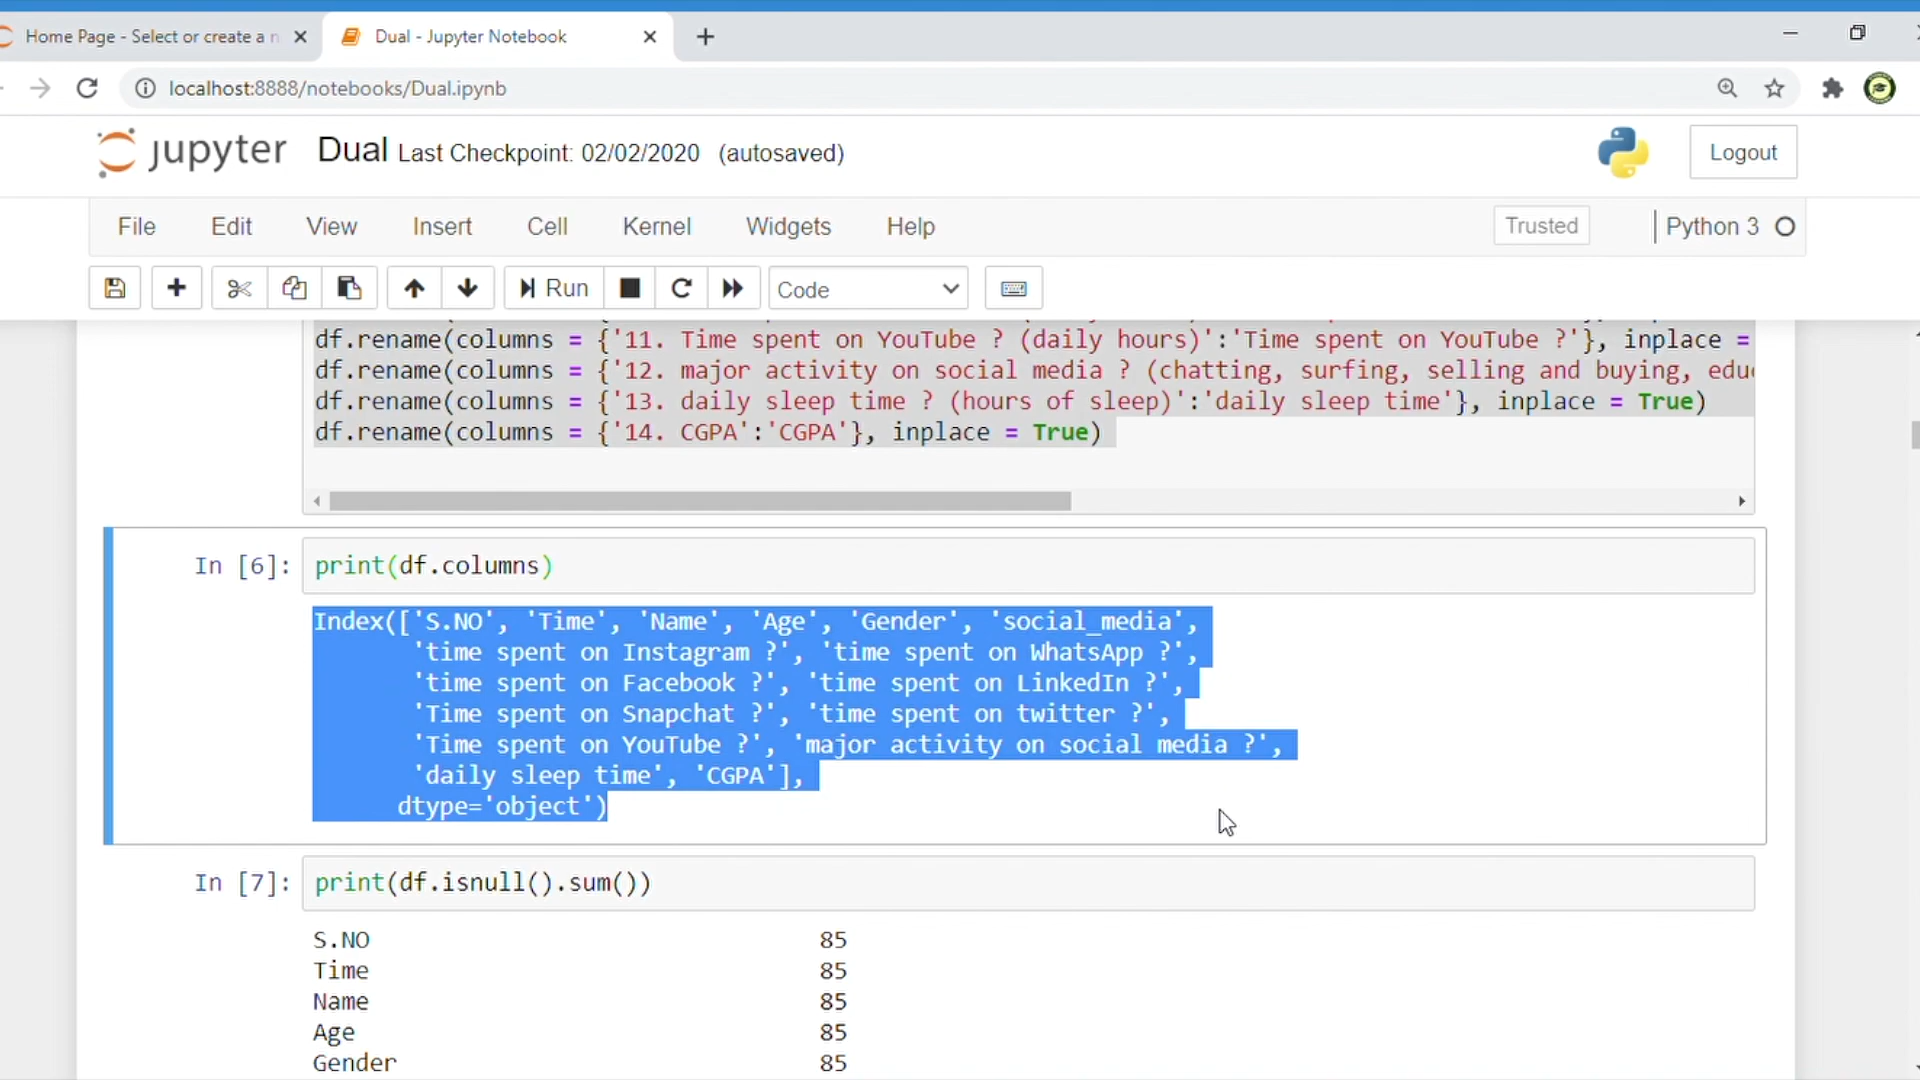 Home Page - Select or create a n
Dual - Jupyter Notebook
localhost:8888/notebooks/Dual.ipynb
jupyter Dual Last Checkpoint: 02/02/2020 (autosaved)
Logout
File Edit View Insert Cell Kernel Widgets Help Trusted Python 3
Run Code
df.rename(columns = {'11. Time spent on YouTube ? (daily hours)':'Time spent on YouTube ?'}, inplace =
df.rename(columns = {'12. major activity on social media ? (chatting, surfing, selling and buying, edu
df.rename(columns = {'13. daily sleep time ? (hours of sleep)':'daily sleep time'}, inplace = True)
df.rename(columns = {'14. CGPA':'CGPA'}, inplace = True)
In [6]: print(df.columns)
Index(['S.NO', 'Time', 'Name', 'Age', 'Gender', 'social_media',
'time spent on Instagram ?', 'time spent on WhatsApp ?',
'time spent on Facebook ?', 'time spent on LinkedIn ?',
'Time spent on Snapchat ?', 'time spent on twitter ?',
'Time spent on YouTube ?', 'major activity on social media ?',
'daily sleep time', 'CGPA'],
dtype='object')
In [7]: print(df.isnull().sum())
S.NO 85
Time 85
Name 85
Age 85
Gender 85